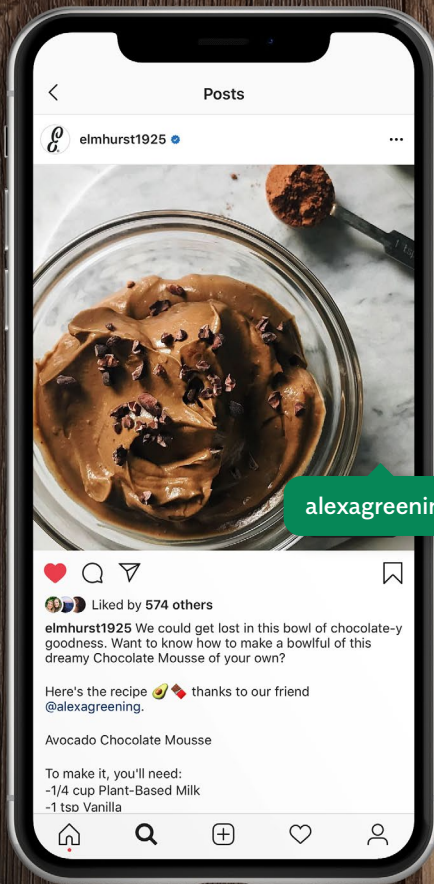 Posts
elmhurst1925
alexagreenin
Liked by 574 others
elmhurst1925 We could get lost in this bowl of chocolate-y
goodness. Want to know how to make a bowlful of this
dreamy Chocolate Mousse of your own?
Here's the recipe 🥑🍫 thanks to our friend
@alexagreening.
Avocado Chocolate Mousse
To make it, you'll need:
-1/4 cup Plant-Based Milk
-1 tsp Vanilla